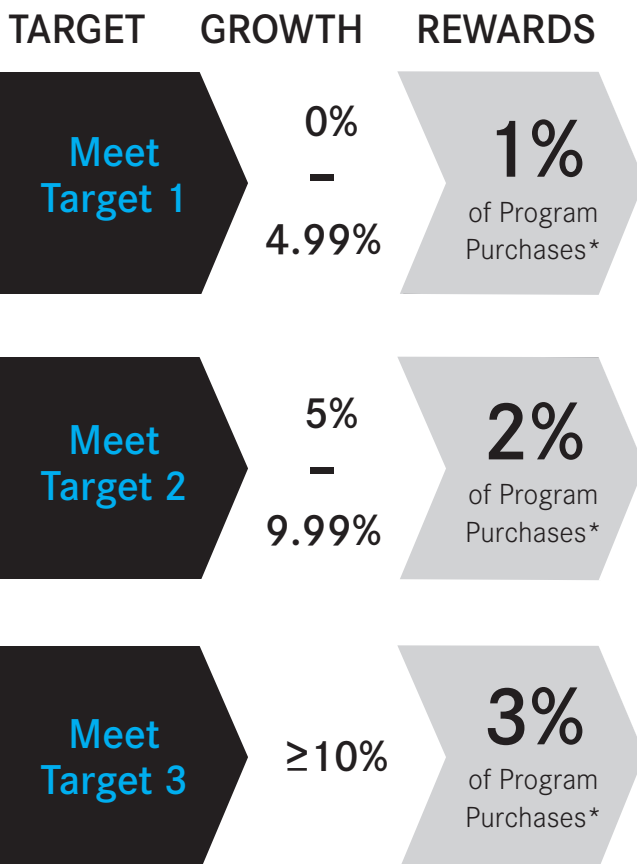 TARGET GROWTH REWARDS
Meet
Target 1
0%
–
4.99%
1%
of Program
Purchases*
Meet
Target 2
5%
–
9.99%
2%
of Program
Purchases*
Meet
Target 3
≥10%
3%
of Program
Purchases*